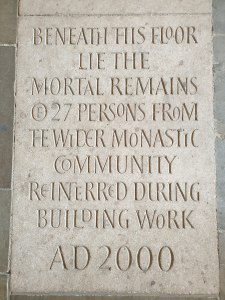 BENEATH THIS FLOOR
LIE THE
MORTAL REMAINS
OF 27 PERSONS FROM
THE WIDER MONASTIC
COMMUNITY
REINTERRED DURING
BUILDING WORK
AD 2000